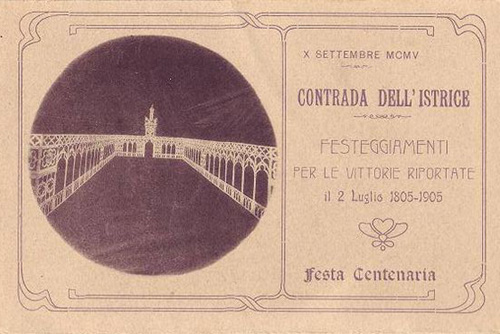 X SETTEMBRE MCMV
CONTRADA DELL'ISTRICE
FESTEGGIAMENTI
PER LE VITTORIE RIPORTATE
il 2 Luglio 1805-1905
Festa Centenaria